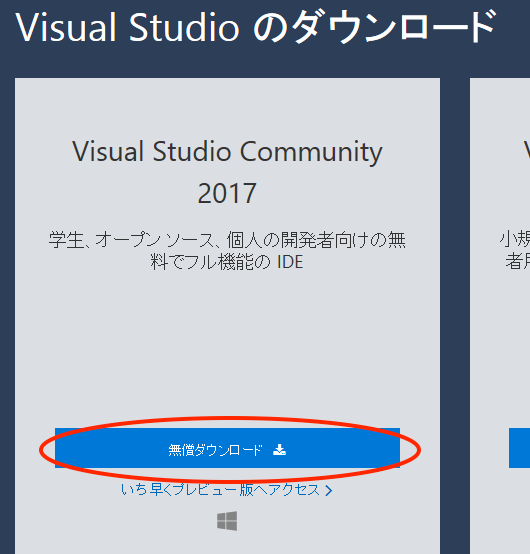 Visual Studio のダウンロード
Visual Studio Community
2017
学生、オープン ソース、個人の開発者向けの無
料でフル機能の IDE
小規
者用
無償ダウンロード
いち早くプレビュー版へアクセス